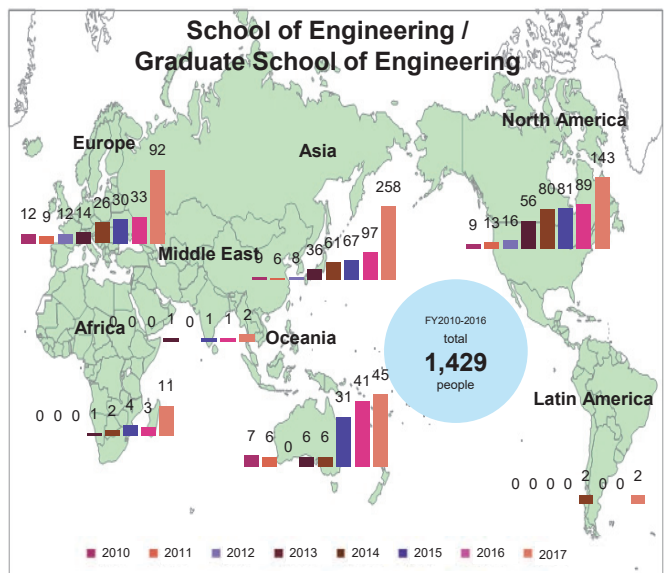 School of Engineering /
Graduate School of Engineering
Europe
12 9 12 14 26 30 33 92
Asia
9 6 8 36 61 67 97 258
North America
9 13 16 56 80 81 89 143
Middle East
0 0 0 1 0 1 1 2
Africa
0 0 0 1 2 4 3 11
Oceania
7 6 0 6 6 31 41 45
FY2010-2016
total
1,429
people
Latin America
0 0 0 0 2 0 0 2
2010 2011 2012 2013 2014 2015 2016 2017